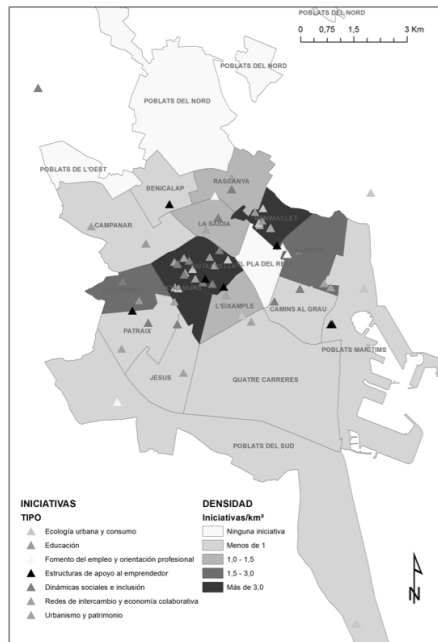 POBLATS DEL NORD
0 0,75 1,5 3 Km
POBLATS DEL NORD
POBLATS DEL NORD
POBLATS DE L'OEST
RASCANYA
BENICALAP
CAMPANAR
LA SAÏDIA
EL PLA DEL RE
L'EIXAMPLE
CAMINS AL GRAU
PATRAIX
POBLATS MARÍTIMS
JESUS
QUATRE CARRERES
POBLATS DEL SUD
INICIATIVAS
TIPO
Ecología urbana y consumo
Educación
Fomento del empleo y orientación profesional
Estructuras de apoyo al emprendedor
Dinámicas sociales e inclusión
Redes de intercambio y economía colaborativa
Urbanismo y patrimonio
DENSIDAD
Iniciativas/km²
Ninguna iniciativa
Menos de 1
1,0 - 1,5
1,5 - 3,0
Más de 3,0